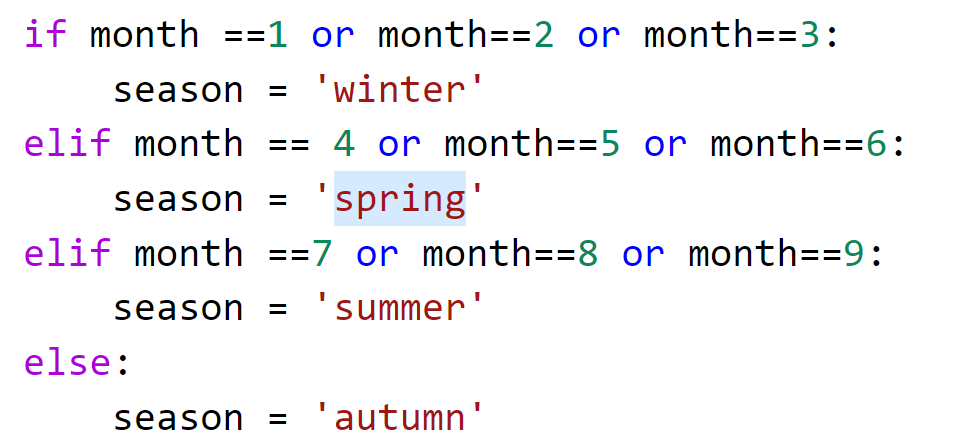 if month ==1 or month==2 or month==3:
    season = 'winter'
elif month == 4 or month==5 or month==6:
    season = 'spring'
elif month ==7 or month==8 or month==9:
    season = 'summer'
else:
    season = 'autumn'